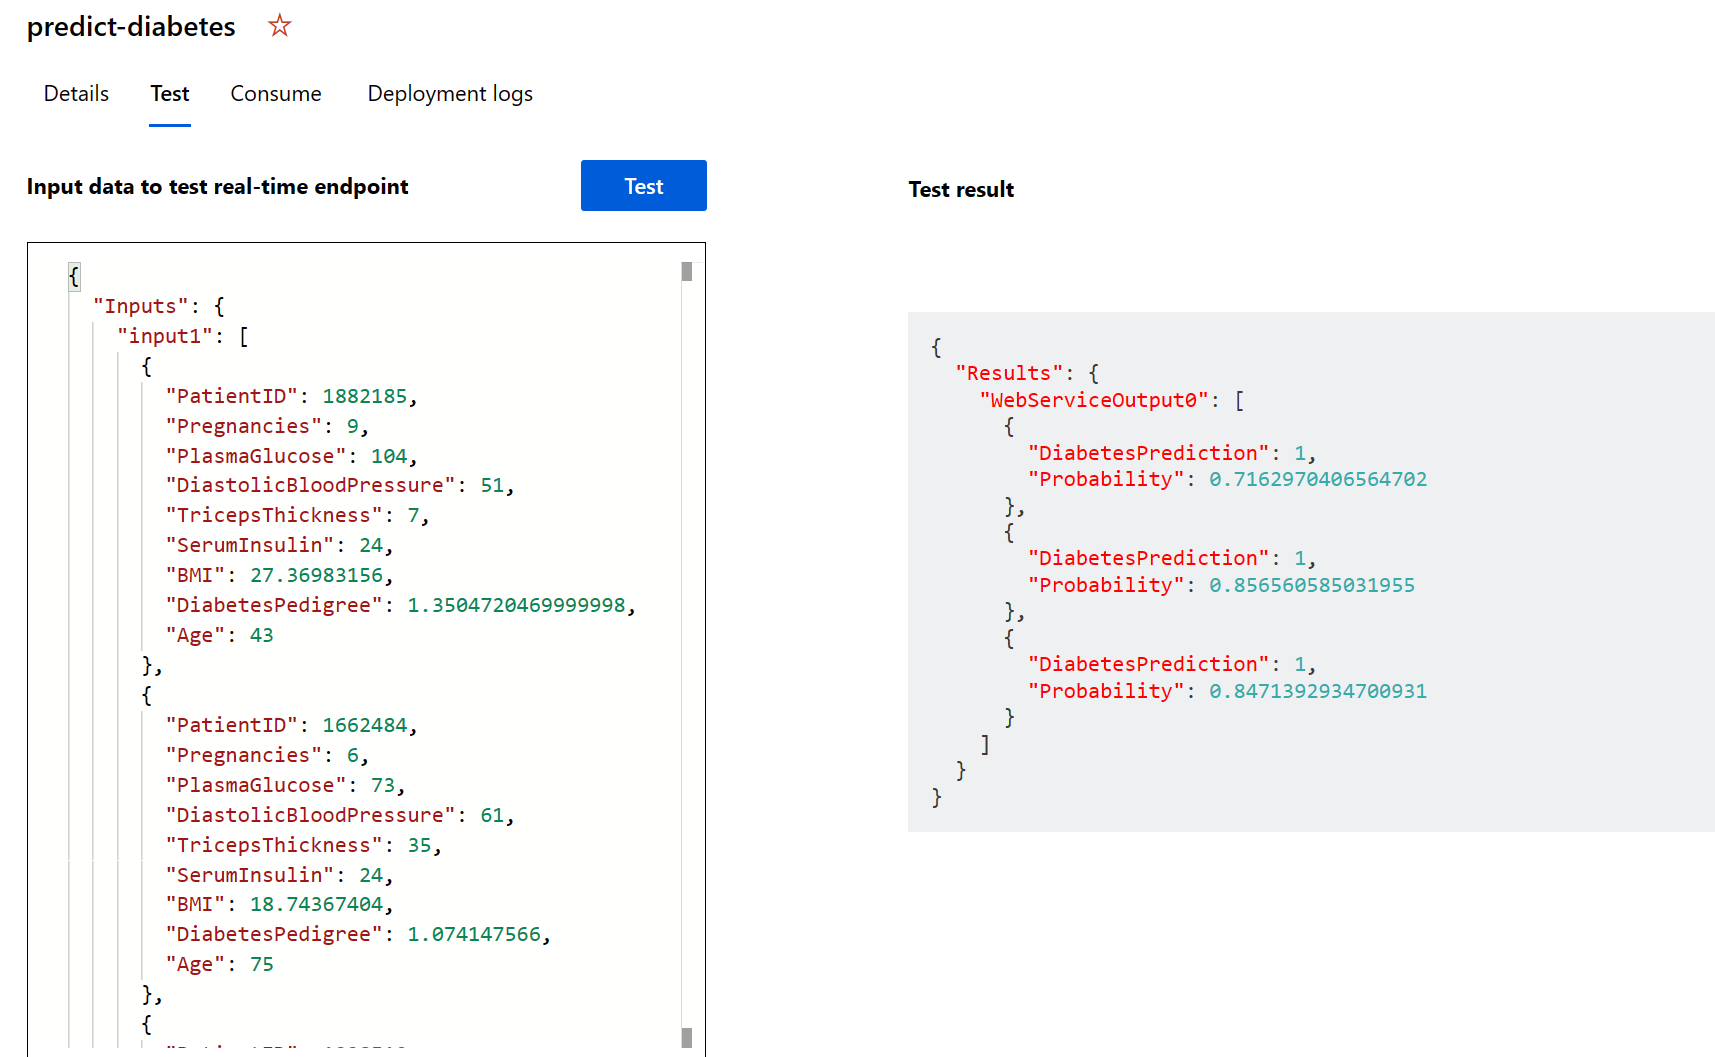 predict-diabetes
Details Test Consume Deployment logs
Input data to test real-time endpoint
Test
{
"Inputs": {
"input1": [
{
"PatientID": 1882185,
"Pregnancies": 9,
"PlasmaGlucose": 104,
"DiastolicBloodPressure": 51,
"TricepsThickness": 7,
"SerumInsulin": 24,
"BMI": 27.36983156,
"DiabetesPedigree": 1.3504720469999998,
"Age": 43
},
{
"PatientID": 1662484,
"Pregnancies": 6,
"PlasmaGlucose": 73,
"DiastolicBloodPressure": 61,
"TricepsThickness": 35,
"SerumInsulin": 24,
"BMI": 18.74367404,
"DiabetesPedigree": 1.074147566,
"Age": 75
},
{
Test result
{
"Results": {
"WebServiceOutput0": [
{
"DiabetesPrediction": 1,
"Probability": 0.7162970406564702
},
{
"DiabetesPrediction": 1,
"Probability": 0.856560585031955
},
{
"DiabetesPrediction": 1,
"Probability": 0.8471392934700931
}
]
}
}